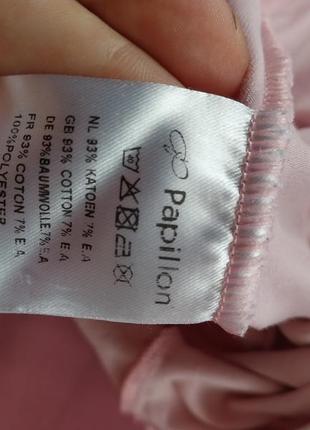 Papillon
NL 93% KATOEN 7% E.A
GB 93% COTTON 7% E.A
DE 93%BAUMWOLLE.7%.E.A
FR 93% COTON 7% E.A
100%POLYESTER